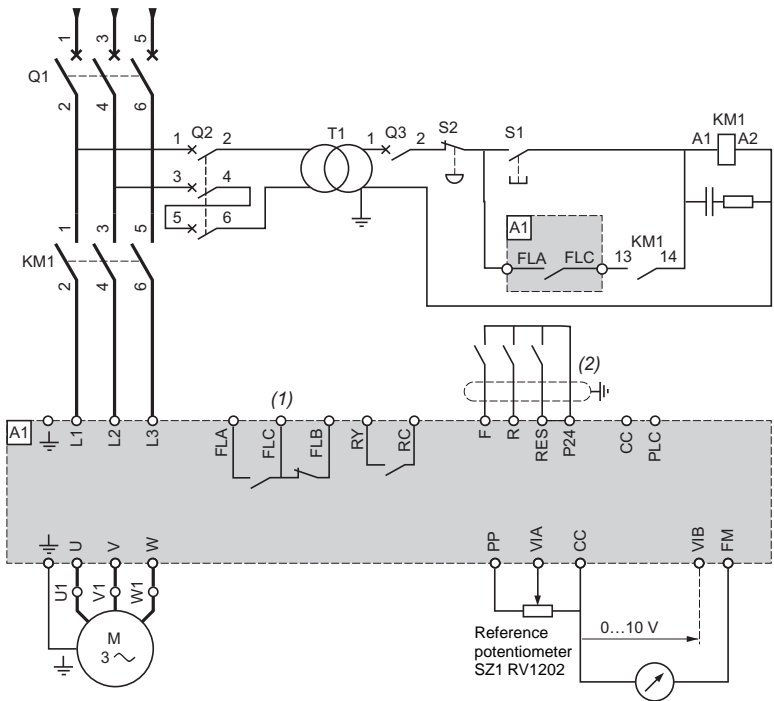 1 3 5
Q1
2 4 6
1 Q2 2
3 4
5 6
T1
1 Q3 2
S2
S1
KM1
A1 A2
A1
FLA FLC
KM1
13 14
1 3 5
KM1
2 4 6
(1)
(2)
A1
L1 L2 L3
FLA FLC FLB RY RC
F R RES P24 CC PLC
U V W
PP VIA CC VIB FM
U1 V1 W1
M
3
0...10 V
Reference
potentiometer
SZ1 RV1202